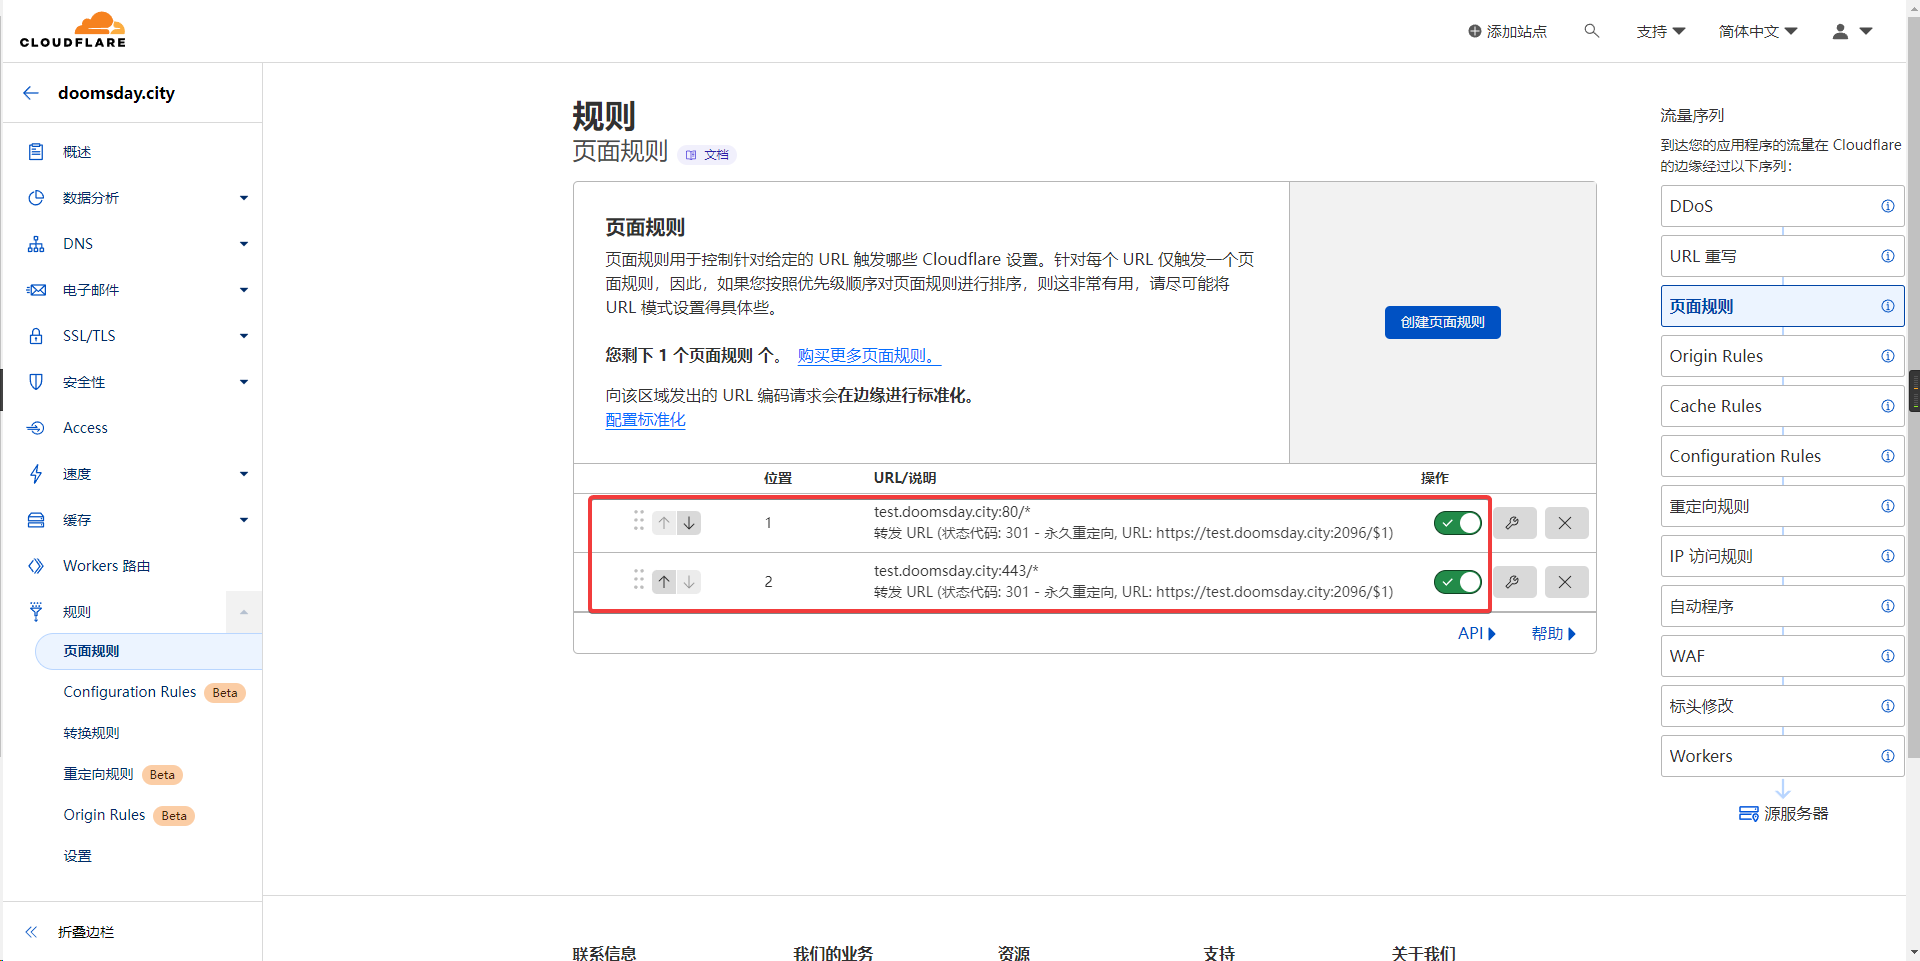 CLOUDFLARE
添加站点
支持
简体中文
doomsday.city
概述
数据分析
DNS
电子邮件
SSL/TLS
安全性
Access
速度
缓存
Workers 路由
规则
页面规则
Configuration Rules Beta
转换规则
重定向规则 Beta
Origin Rules Beta
设置
折叠边栏
规则
页面规则 文档
页面规则
页面规则用于控制针对给定的 URL 触发哪些 Cloudflare 设置。针对每个 URL 仅触发一个页
面规则，因此，如果您按照优先级顺序对页面规则进行排序，则这非常有用，请尽可能将
URL 模式设置得具体些。
您剩下 1 个页面规则 个。 购买更多页面规则。
向该区域发出的 URL 编码请求会在边缘进行标准化。
配置标准化
创建页面规则
位置 URL/说明 操作
1 test.doomsday.city:80/*
转发 URL (状态代码: 301 - 永久重定向, URL: https://test.doomsday.city:2096/$1)
2 test.doomsday.city:443/*
转发 URL (状态代码: 301 - 永久重定向, URL: https://test.doomsday.city:2096/$1)
API 帮助
流量序列
到达您的应用程序的流量在 Cloudflare
的边缘经过以下序列：
DDoS
URL 重写
页面规则
Origin Rules
Cache Rules
Configuration Rules
重定向规则
IP 访问规则
自动程序
WAF
标头修改
Workers
源服务器
联系信息 我们的业务 资源 支持 关于我们